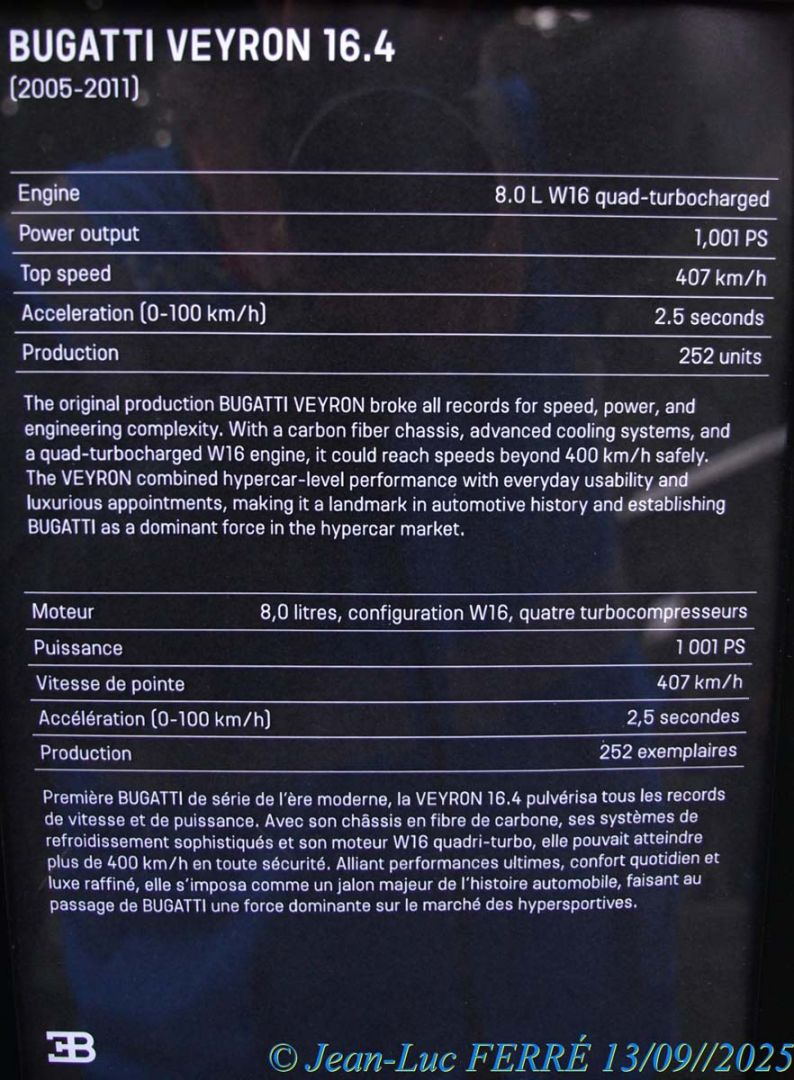 BUGATTI VEYRON 16.4
(2005-2011)
Engine 8.0 L W16 quad-turbocharged
Power output 1,001 PS
Top speed 407 km/h
Acceleration (0-100 km/h) 2.5 seconds
Production 252 units
The original production BUGATTI VEYRON broke all records for speed, power, and
engineering complexity. With a carbon fiber chassis, advanced cooling systems, and
a quad-turbocharged W16 engine, it could reach speeds beyond 400 km/h safely.
The VEYRON combined hypercar-level performance with everyday usability and
luxurious appointments, making it a landmark in automotive history and establishing
BUGATTI as a dominant force in the hypercar market.
Moteur 8,0 litres, configuration W16, quatre turbocompresseurs
Puissance 1 001 PS
Vitesse de pointe 407 km/h
Accélération (0-100 km/h) 2,5 secondes
Production 252 exemplaires
Première BUGATTI de série de l'ère moderne, la VEYRON 16.4 pulvérisa tous les records
de vitesse et de puissance. Avec son châssis en fibre de carbone, ses systèmes de
refroidissement sophistiqués et son moteur W16 quadri-turbo, elle pouvait atteindre
plus de 400 km/h en toute sécurité. Alliant performances ultimes, confort quotidien et
luxe raffiné, elle s'imposa comme un jalon majeur de l'histoire automobile, faisant au
passage de BUGATTI une force dominante sur le marché des hypersportives.
EB
© Jean-Luc FERRÉ 13/09//2025